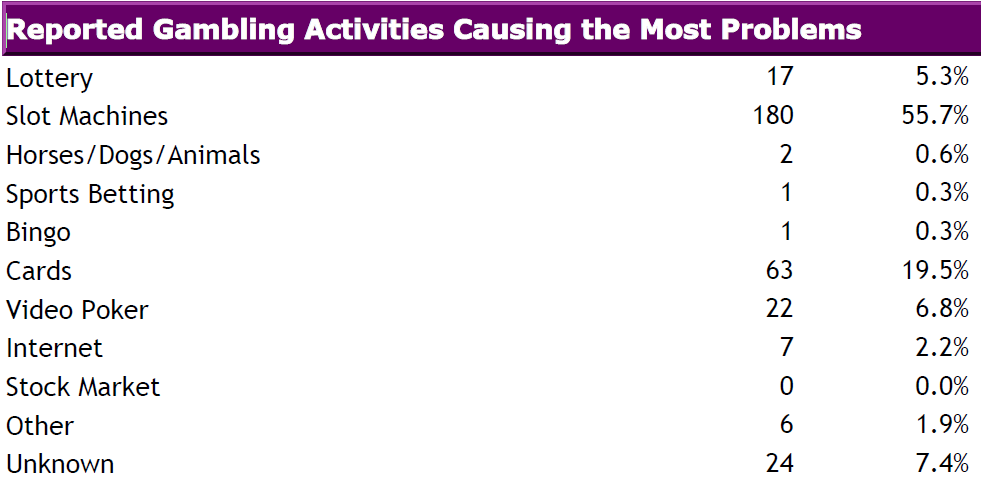 Reported Gambling Activities Causing the Most Problems
Lottery 17 5.3%
Slot Machines 180 55.7%
Horses/Dogs/Animals 2 0.6%
Sports Betting 1 0.3%
Bingo 1 0.3%
Cards 63 19.5%
Video Poker 22 6.8%
Internet 7 2.2%
Stock Market 0 0.0%
Other 6 1.9%
Unknown 24 7.4%